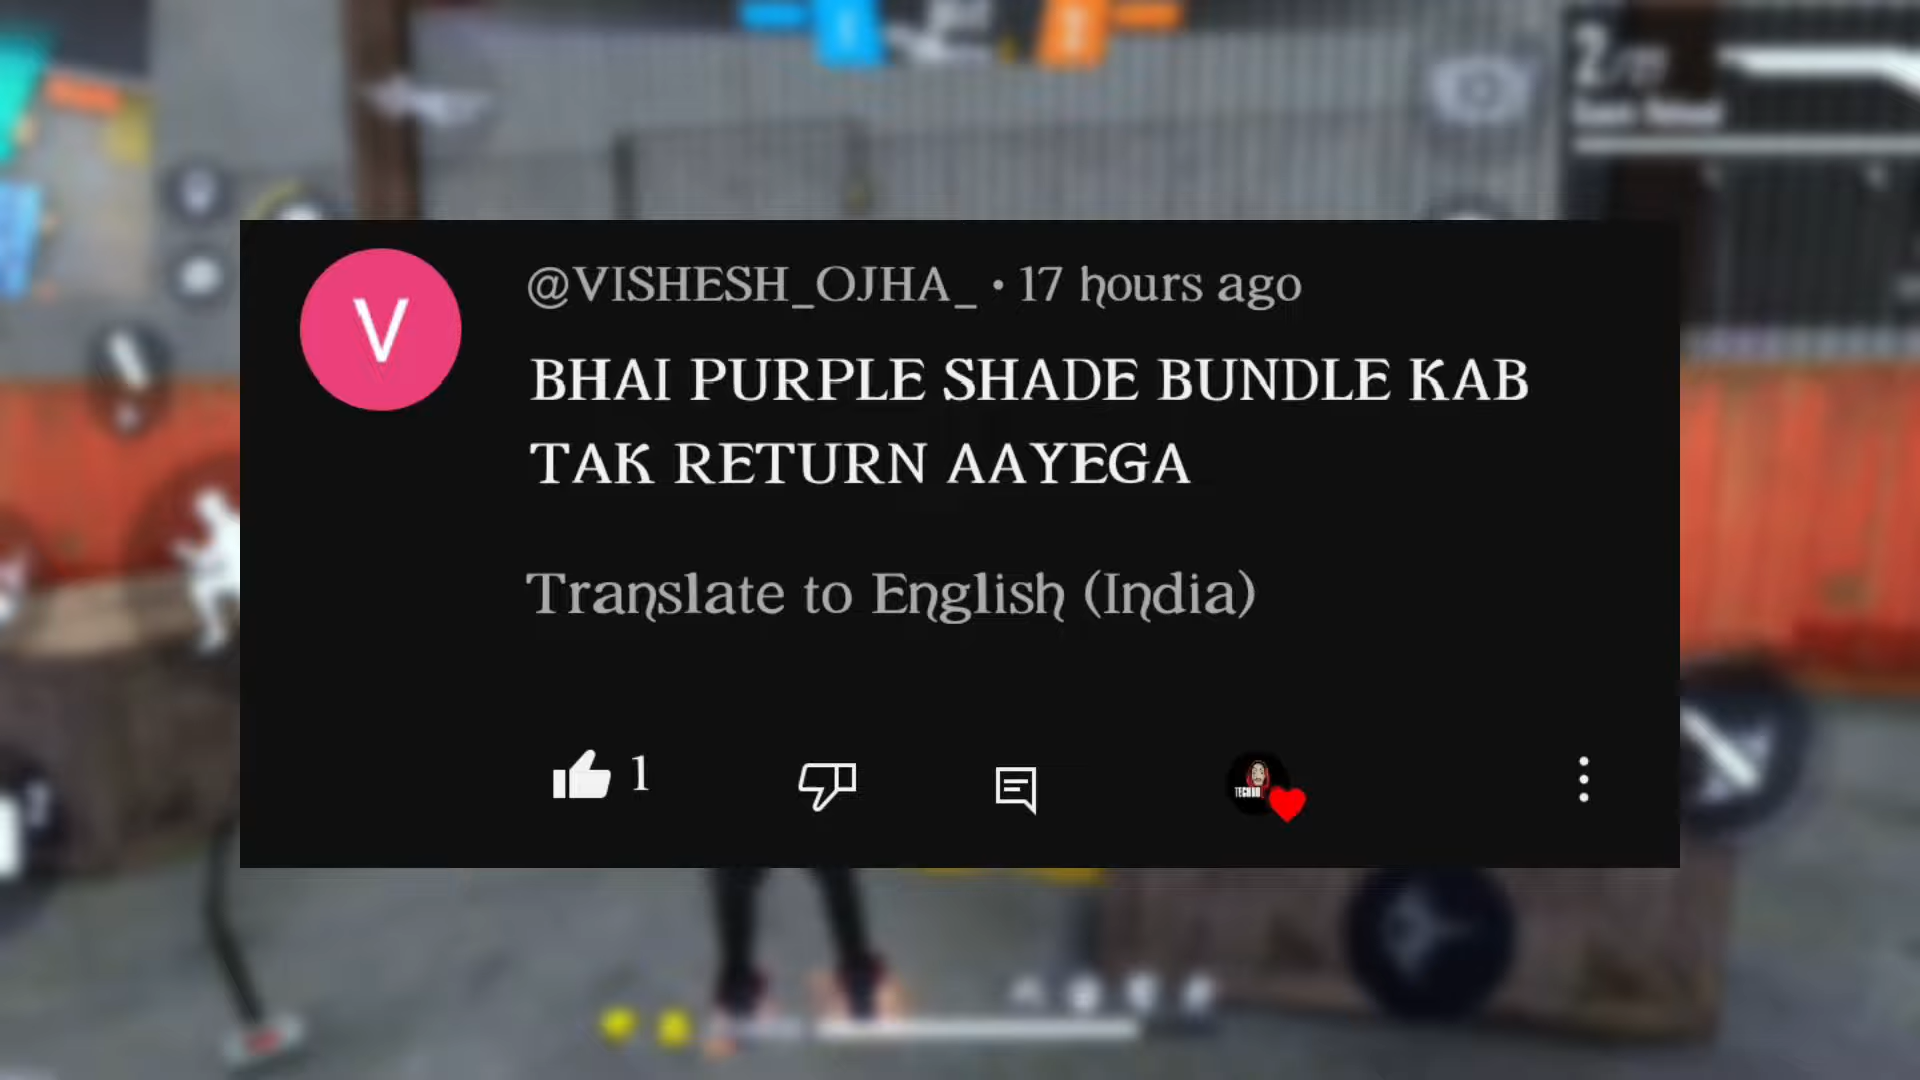 @VISHESH_OJHA_ • 17 hours ago
V
BHAI PURPLE SHADE BUNDLE KAB
TAK RETURN AAYEGA
Translate to English (India)
1